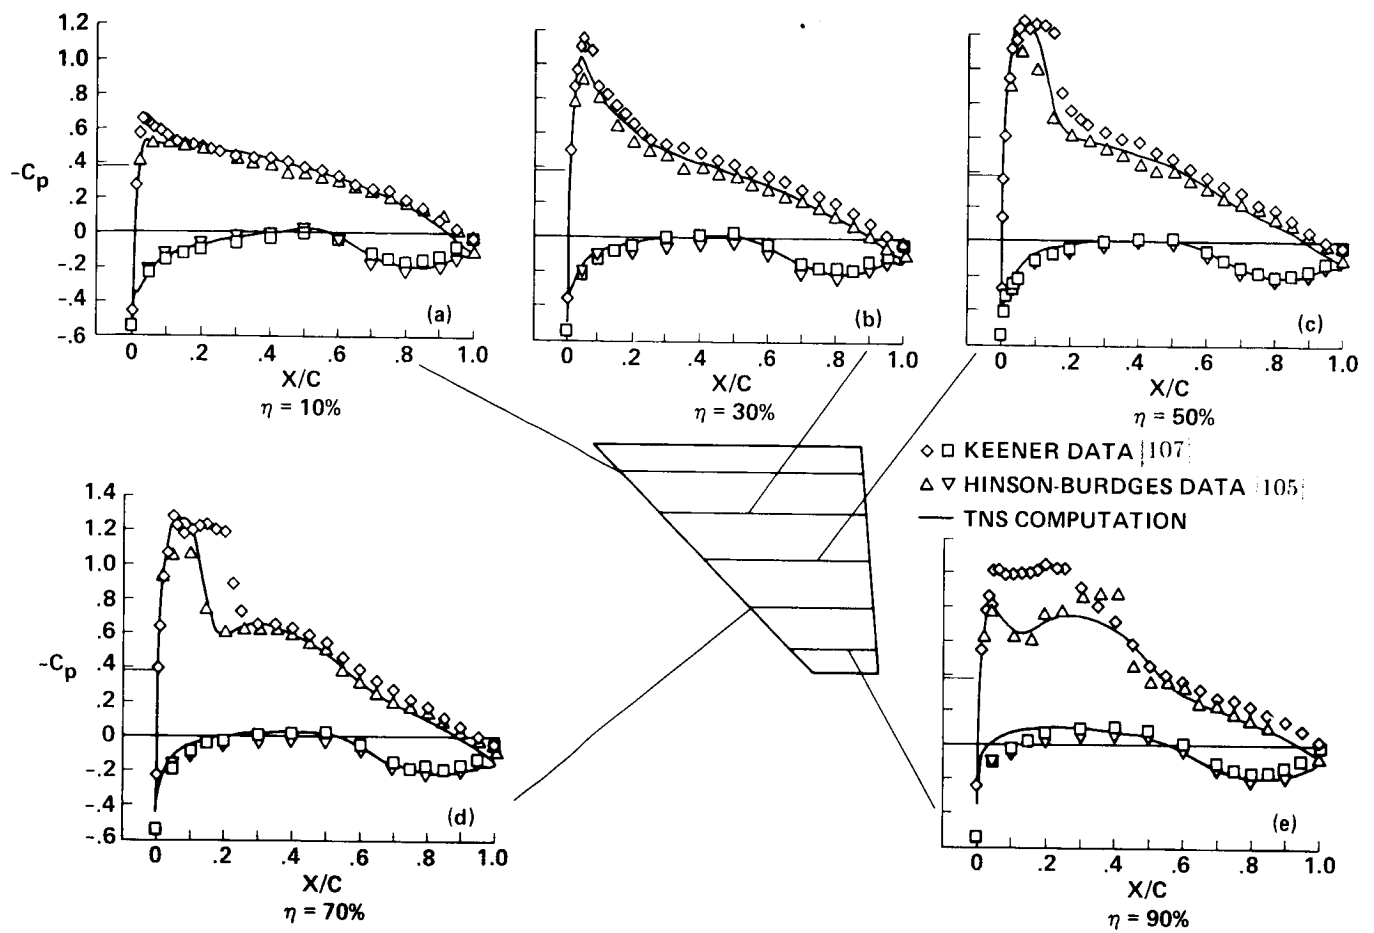 1.2
1.0
.8
.6
.4
.2
0
-.2
-.4
-.6
-Cp
0 .2 .4 .6 .8 1.0
X/C
η = 10%
(a)
0 .2 .4 .6 .8 1.0
X/C
η = 30%
(b)
0 .2 .4 .6 .8 1.0
X/C
η = 50%
(c)
KEENER DATA [107]
HINSON-BURDGES DATA [105]
TNS COMPUTATION
1.4
1.2
1.0
.8
.6
.4
.2
0
-.2
-.4
-.6
-Cp
0 .2 .4 .6 .8 1.0
X/C
η = 70%
(d)
0 .2 .4 .6 .8 1.0
X/C
η = 90%
(e)